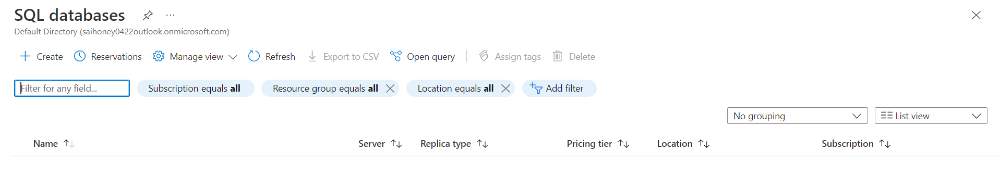 SQL databases ...
Default Directory (saihoney0422outlook.onmicrosoft.com)
Create Reservations Manage view Refresh Export to CSV Open query Assign tags Delete
Filter for any field... Subscription equals all Resource group equals all Location equals all Add filter
No grouping List view
Name Server Replica type Pricing tier Location Subscription